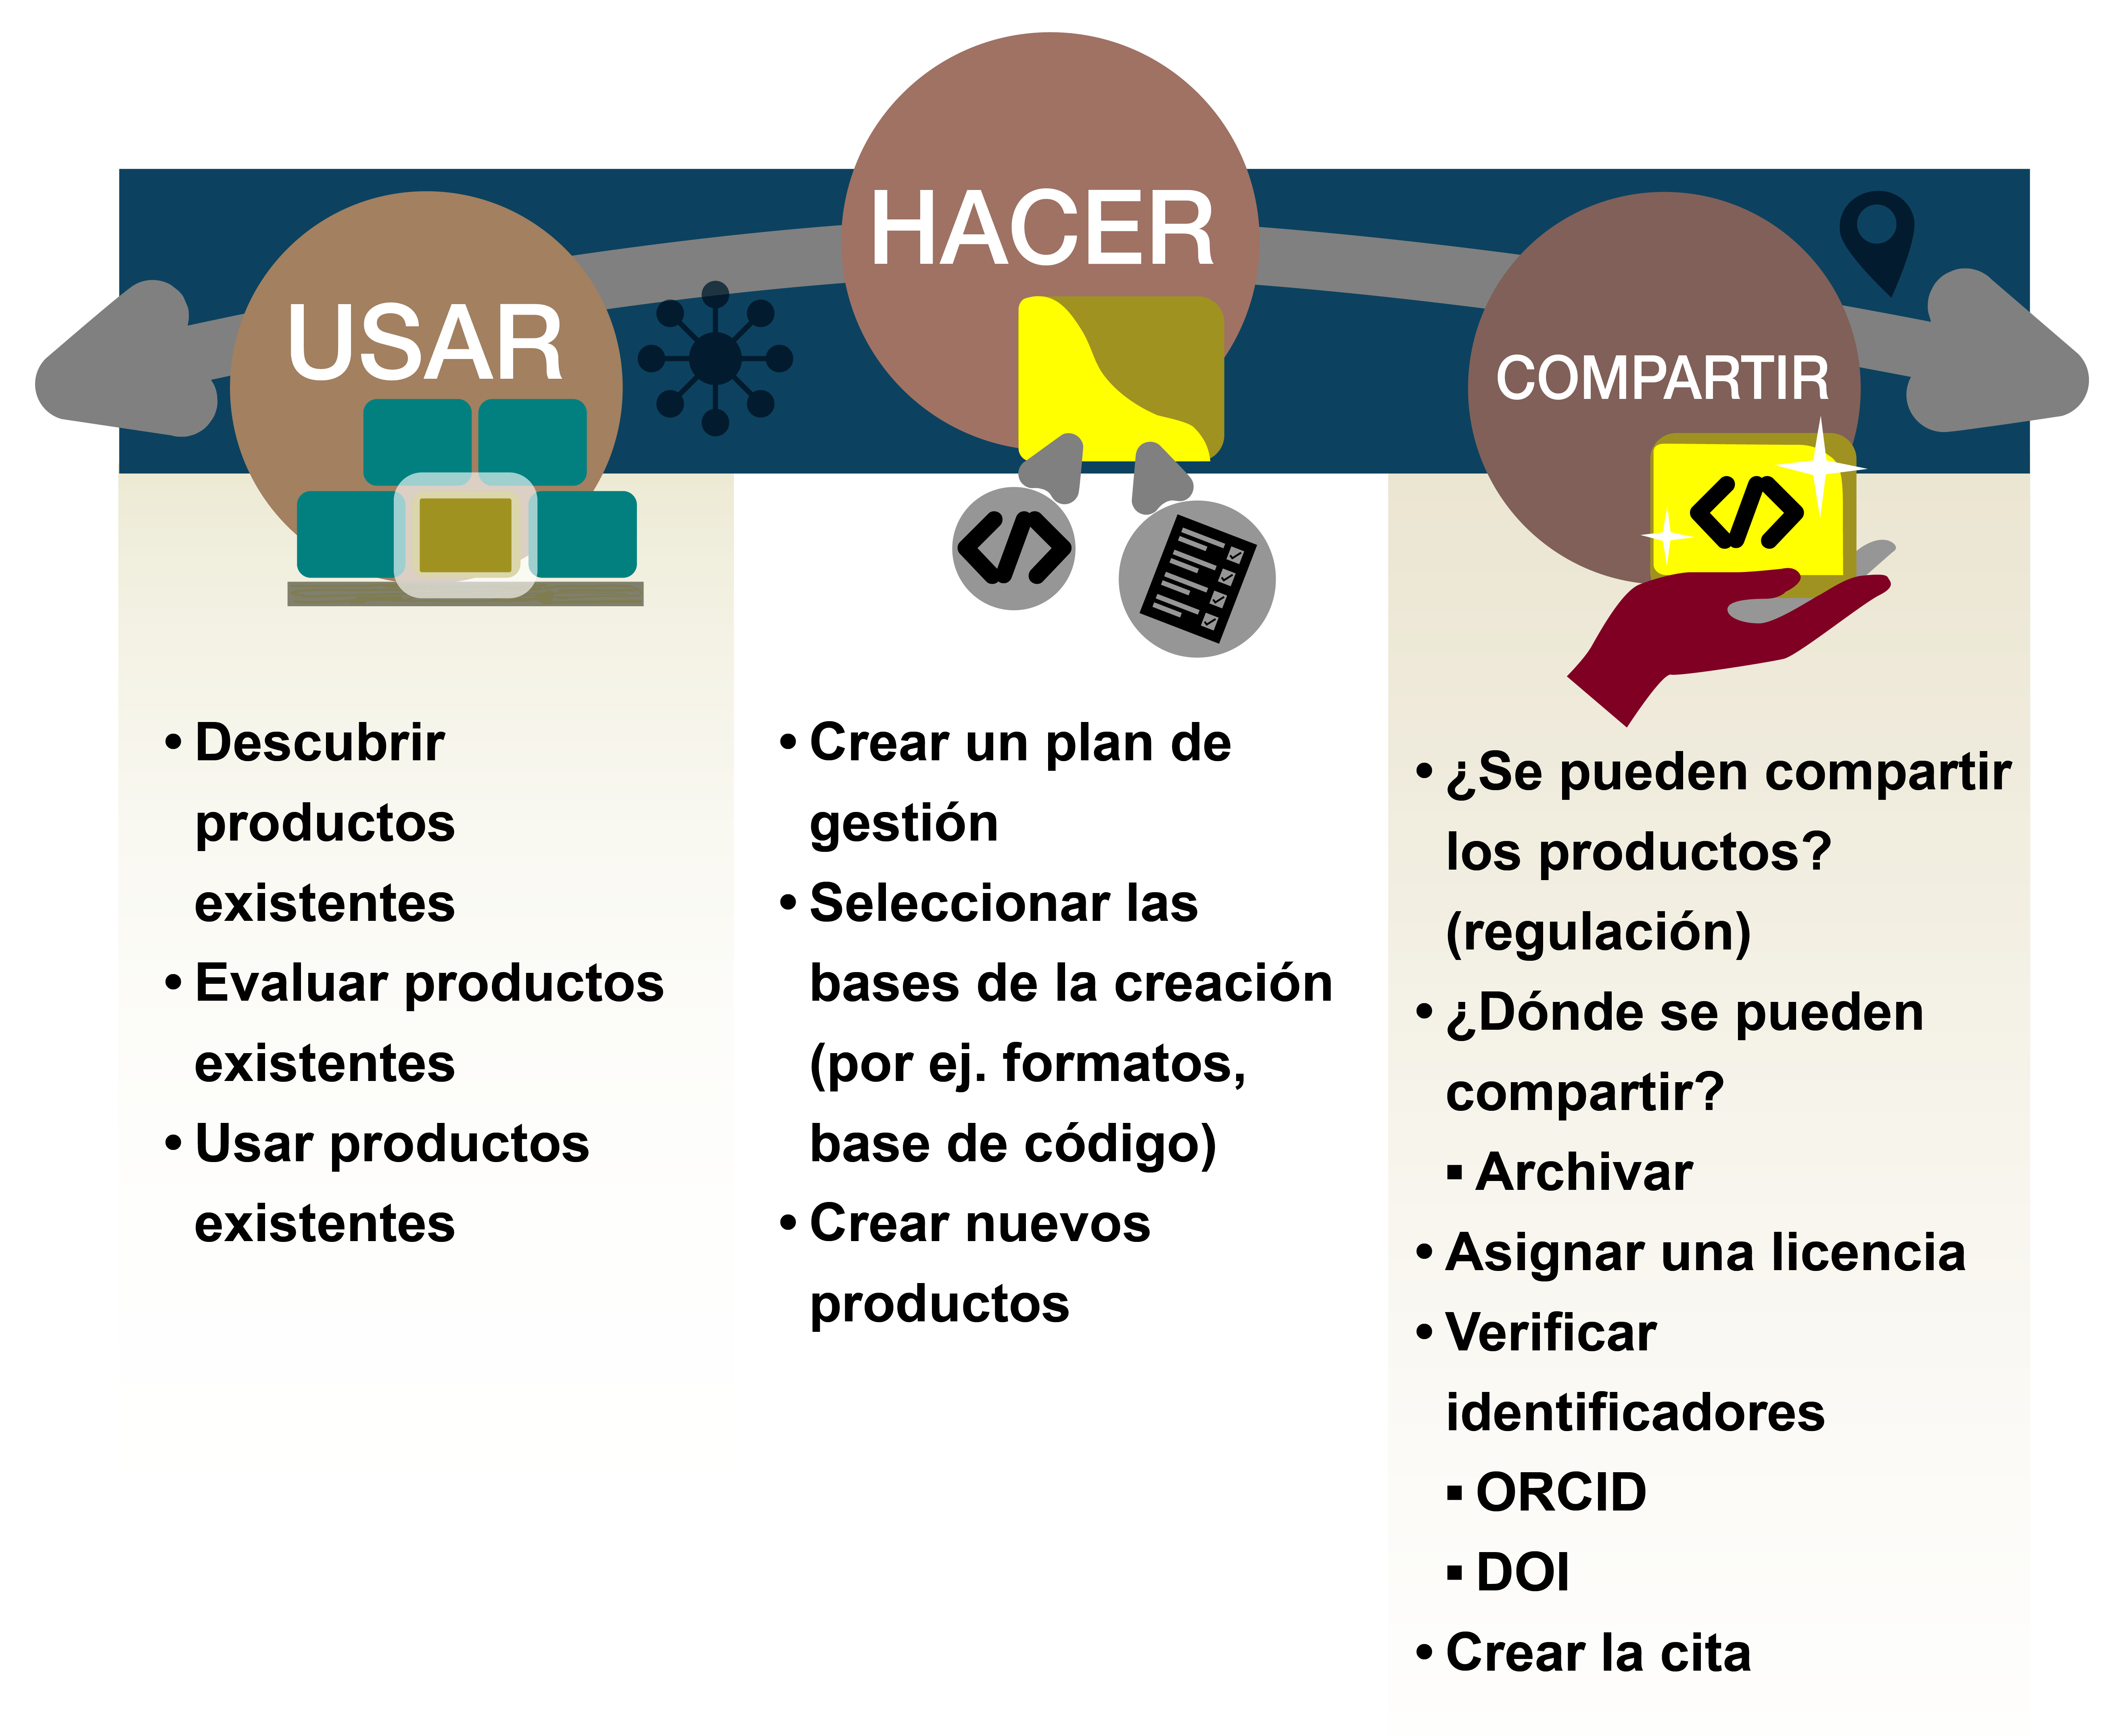 USAR
HACER
COMPARTIR
• Descubrir
productos
existentes
• Evaluar productos
existentes
• Usar productos
existentes
• Crear un plan de
gestión
• Seleccionar las
bases de la creación
(por ej. formatos,
base de código)
• Crear nuevos
productos
• ¿Se pueden compartir
los productos?
(regulación)
• ¿Dónde se pueden
compartir?
▪ Archivar
• Asignar una licencia
• Verificar
identificadores
▪ ORCID
▪ DOI
• Crear la cita